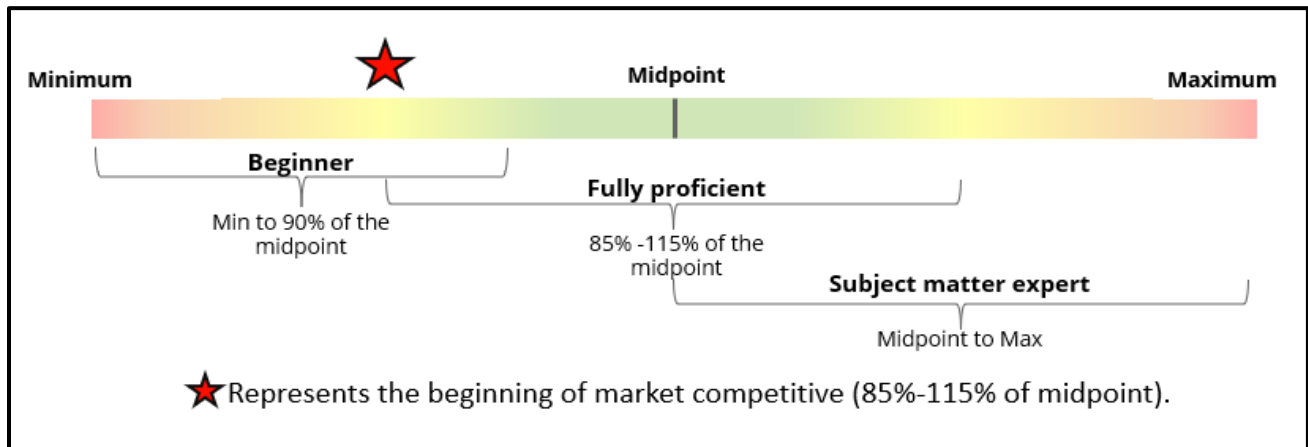 Minimum
Midpoint
Maximum
Beginner
Min to 90% of the
midpoint
Fully proficient
85% -115% of the
midpoint
Subject matter expert
Midpoint to Max
Represents the beginning of market competitive (85%-115% of midpoint).